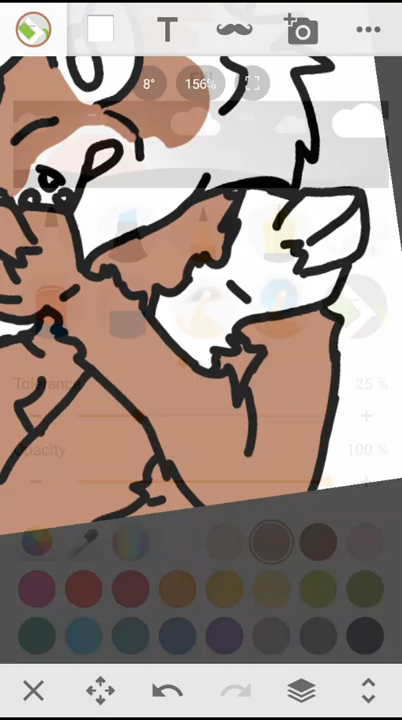 T
8°
156%
Tolerance
25 %
- +
Opacity
100 %
- +